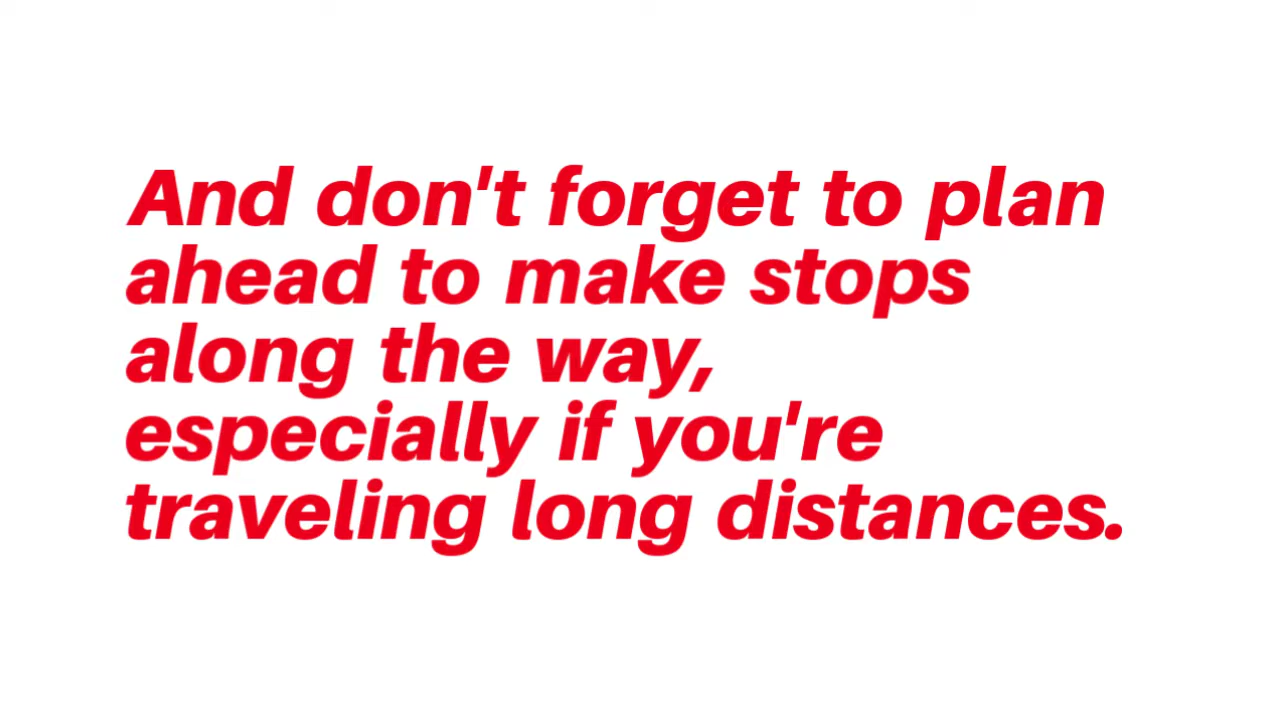 And don't forget to plan
ahead to make stops
along the way,
especially if you're
traveling long distances.